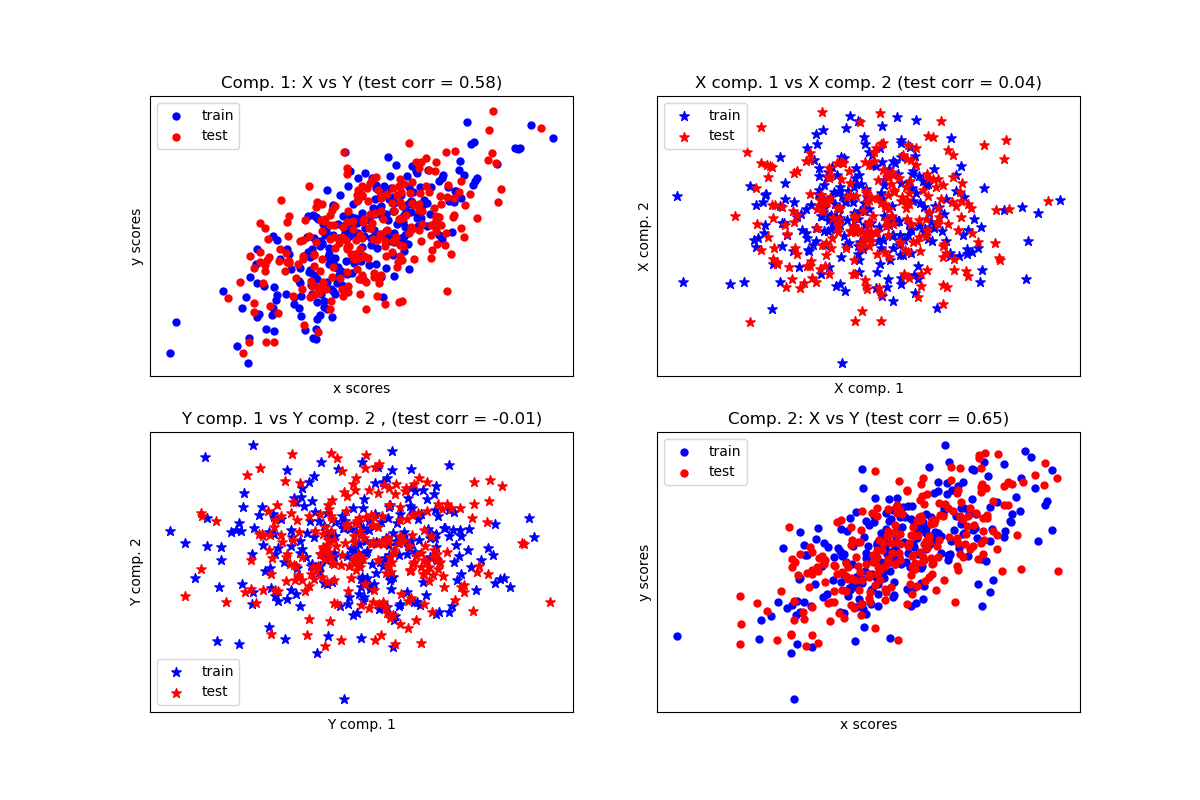 Comp. 1: X vs Y (test corr = 0.58)
train
test
y scores
x scores
X comp. 1 vs X comp. 2 (test corr = 0.04)
train
test
X comp. 2
X comp. 1
Y comp. 1 vs Y comp. 2 , (test corr = -0.01)
Y comp. 2
train
test
Y comp. 1
Comp. 2: X vs Y (test corr = 0.65)
train
test
y scores
x scores